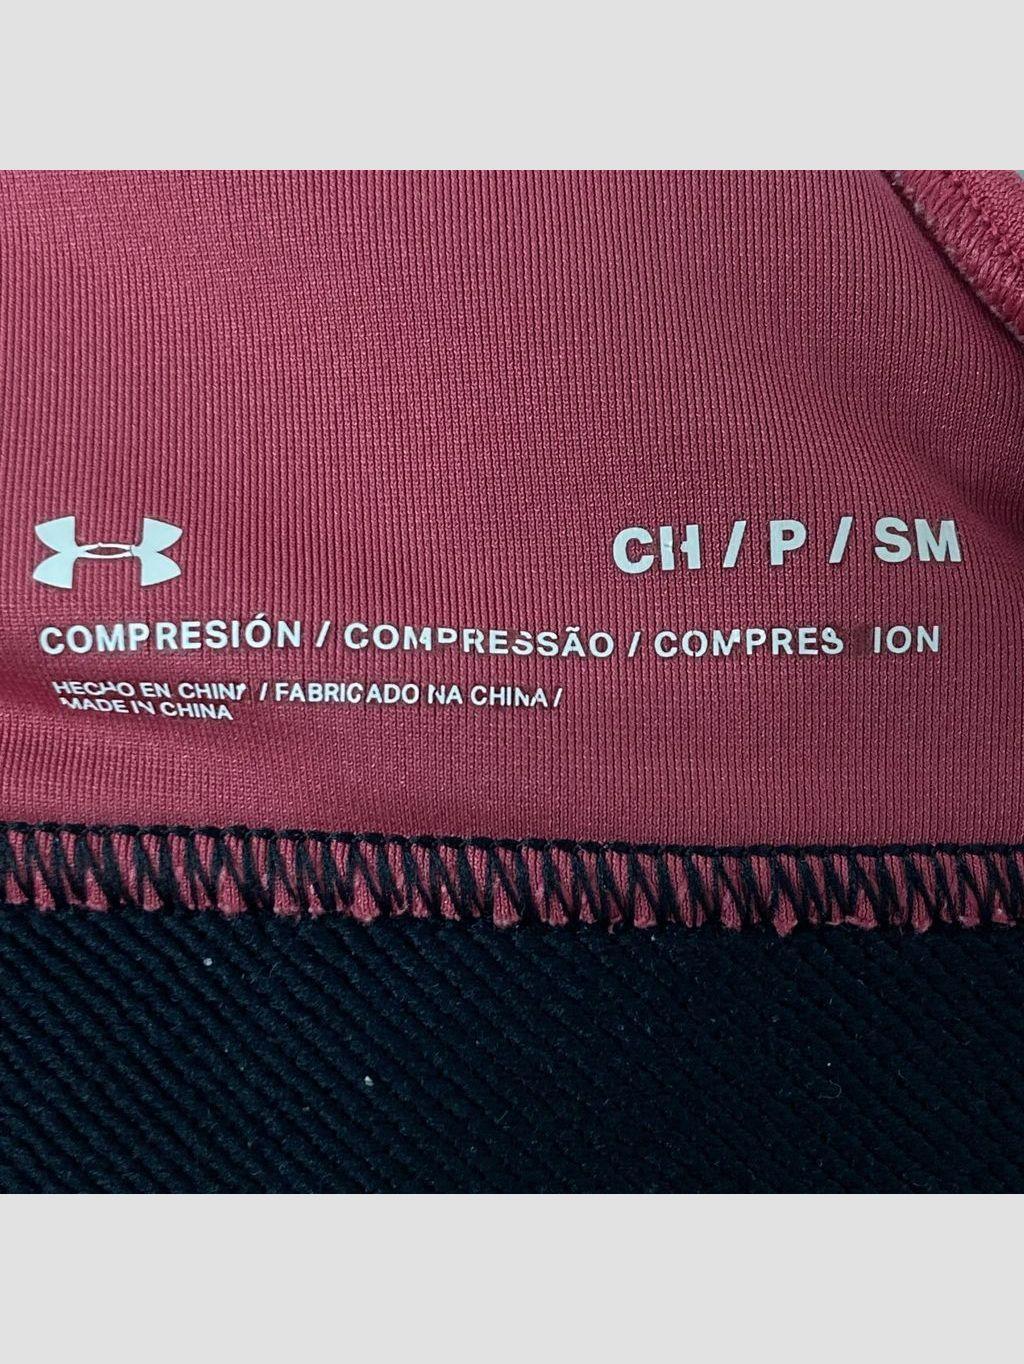 CH / P / SM
COMPRESIÓN / COMPRESSÃO / COMPRESSION
HECHO EN CHINA / FABRICADO NA CHINA /
MADE IN CHINA